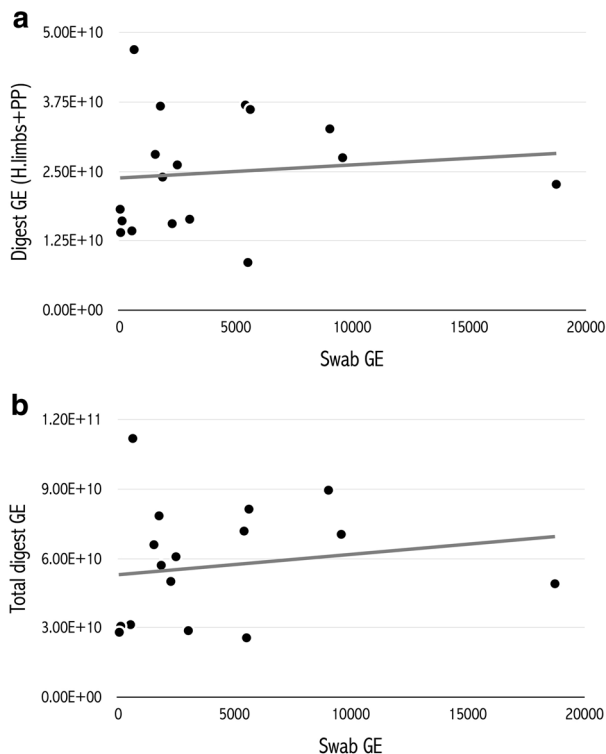 a
5.00E+10
3.75E+10
2.50E+10
1.25E+10
0.00E+00
Digest GE (H.limbs+PP)
0 5000 10000 15000 20000
Swab GE
b
1.20E+11
9.00E+10
6.00E+10
3.00E+10
0.00E+00
Total digest GE
0 5000 10000 15000 20000
Swab GE